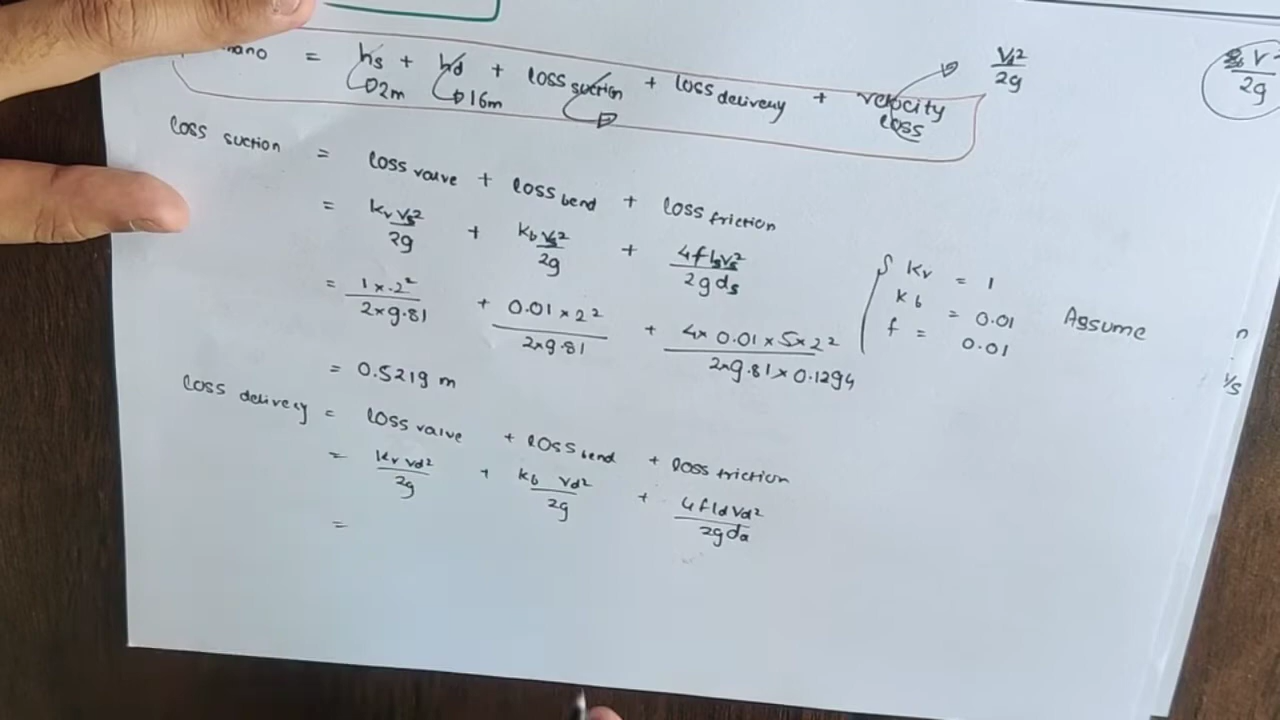 mano = hs + hd + loss suction + loss delivery + velocity loss → Vd²/2g
2m 16m
V²/2g
loss suction = loss valve + loss bend + loss friction
= kv Vs²/2g + kb Vs²/2g + 4f ls Vs²/2g ds
kv = 1
kb = 0.01 Assume
f = 0.01
= 1×2²/2×9.81 + 0.01×2²/2×9.81 + 4×0.01×5×2²/2×9.81×0.1294
= 0.5219 m
loss delivery = loss valve + loss bend + loss friction
= kv Vd²/2g + kb Vd²/2g + 4f ld Vd²/2g dd
=